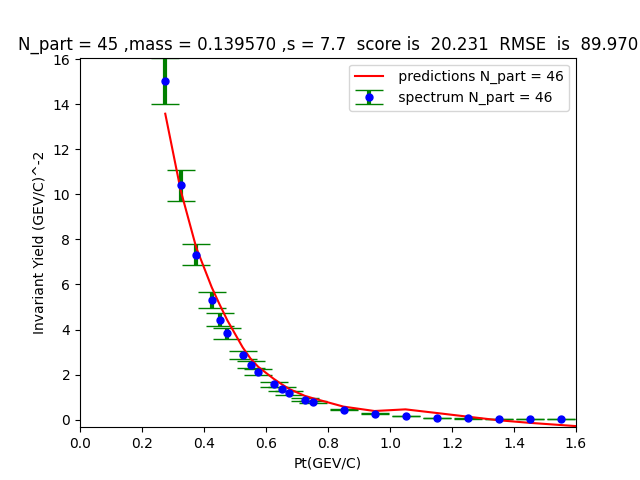 N_part = 45 ,mass = 0.139570 ,s = 7.7  score is  20.231  RMSE  is  89.970
predictions N_part = 46
spectrum N_part = 46
Invariant Yield (GEV/C)^-2
16
14
12
10
8
6
4
2
0
0.0 0.2 0.4 0.6 0.8 1.0 1.2 1.4 1.6
Pt(GEV/C)